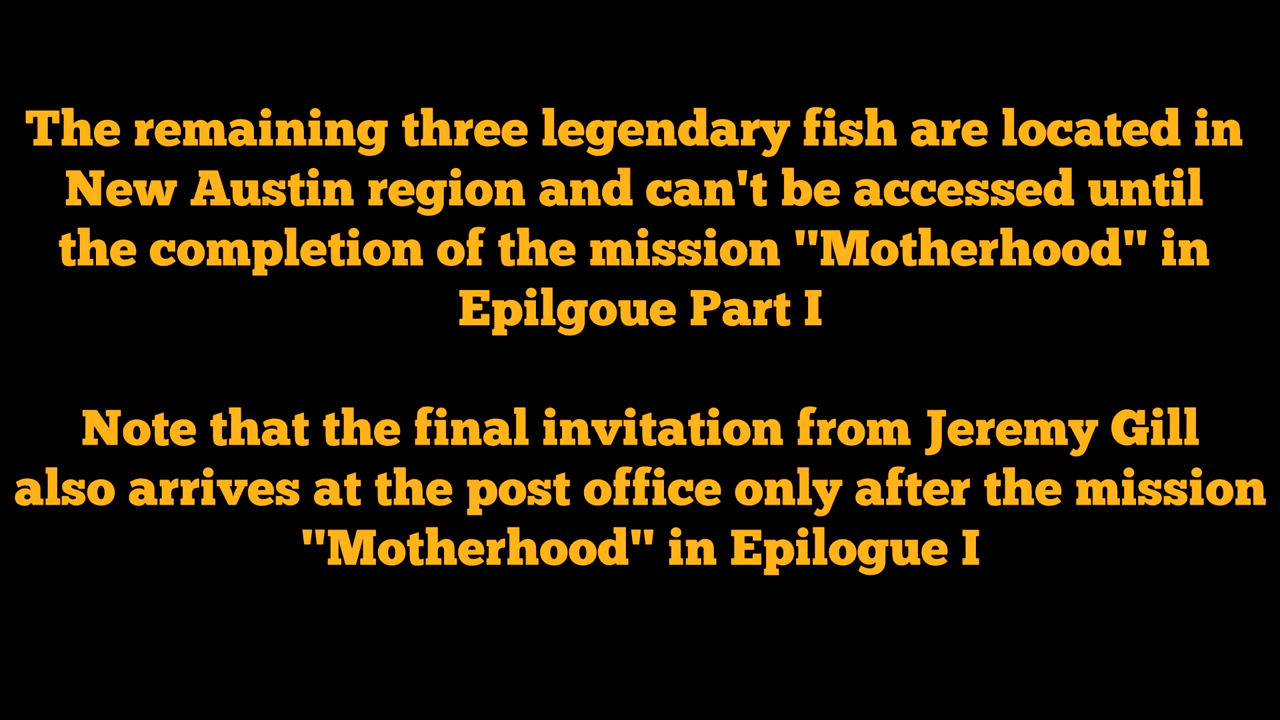 The remaining three legendary fish are located in
New Austin region and can't be accessed until
the completion of the mission "Motherhood" in
Epilgoue Part I
Note that the final invitation from Jeremy Gill
also arrives at the post office only after the mission
"Motherhood" in Epilogue I